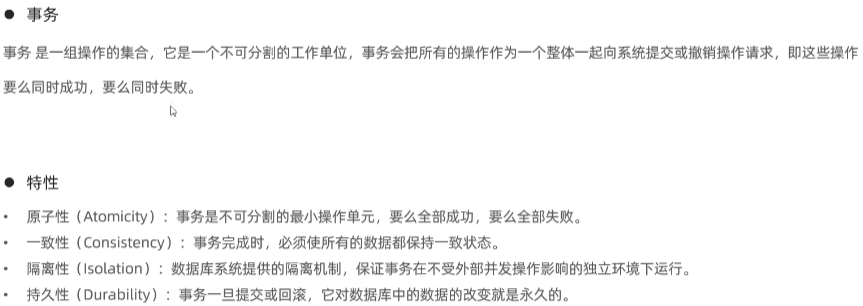 ● 事务
事务 是一组操作的集合，它是一个不可分割的工作单位，事务会把所有的操作作为一个整体一起向系统提交或撤销操作请求，即这些操作
要么同时成功，要么同时失败。
● 特性
• 原子性（Atomicity）：事务是不可分割的最小操作单元，要么全部成功，要么全部失败。
• 一致性（Consistency）：事务完成时，必须使所有的数据都保持一致状态。
• 隔离性（Isolation）：数据库系统提供的隔离机制，保证事务在不受外部并发操作影响的独立环境下运行。
• 持久性（Durability）：事务一旦提交或回滚，它对数据库中的数据的改变就是永久的。